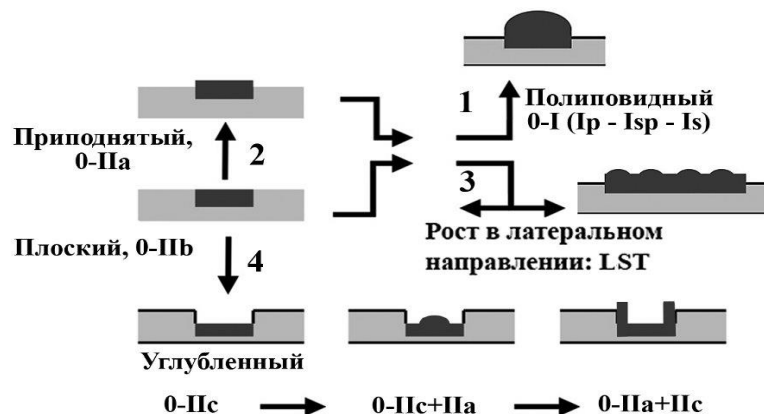 1
Полиповидный
0-I (Ip - Isp - Is)
Приподнятый,
0-IIa
2
3
Рост в латеральном
направлении: LST
Плоский, 0-IIb
4
Углубленный
0-IIc
0-IIc+IIa
0-IIa+IIc